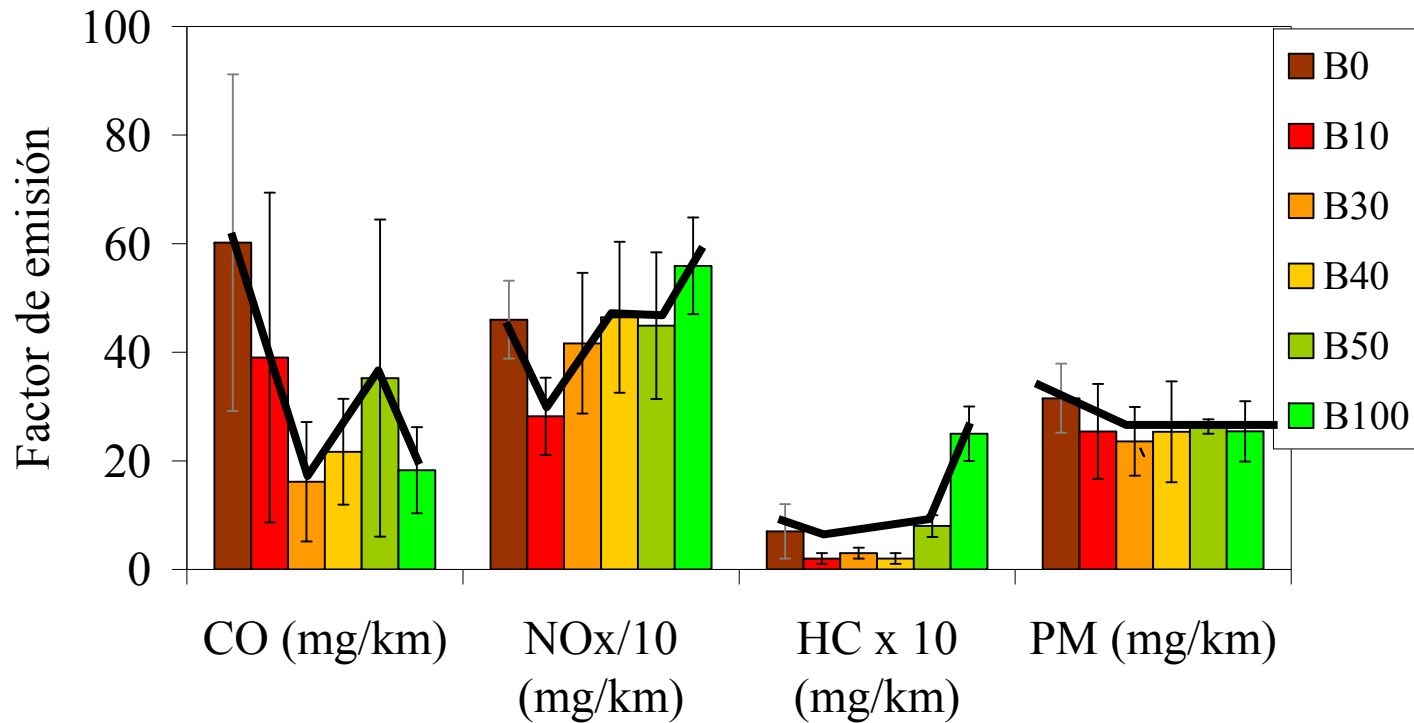 Factor de emisión
100
80
60
40
20
0
CO (mg/km)
NOx/10
(mg/km)
HC x 10
(mg/km)
PM (mg/km)
B0
B10
B30
B40
B50
B100